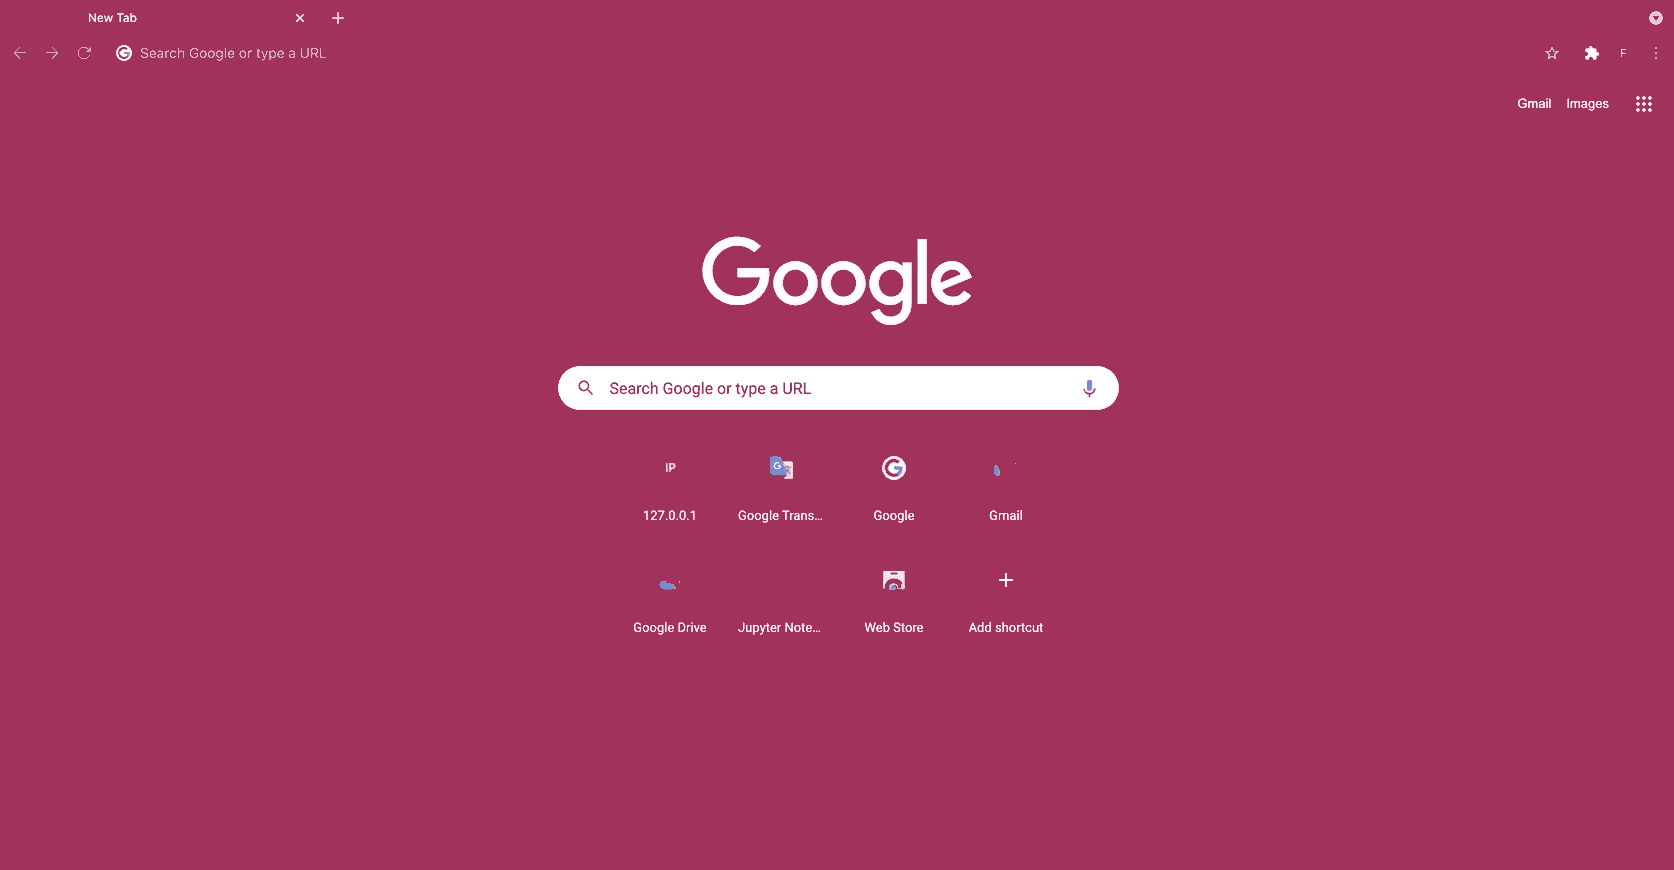 New Tab
Search Google or type a URL
F
Gmail Images
Google
Search Google or type a URL
IP
127.0.0.1 Google Trans... Google Gmail
Google Drive Jupyter Note... Web Store Add shortcut